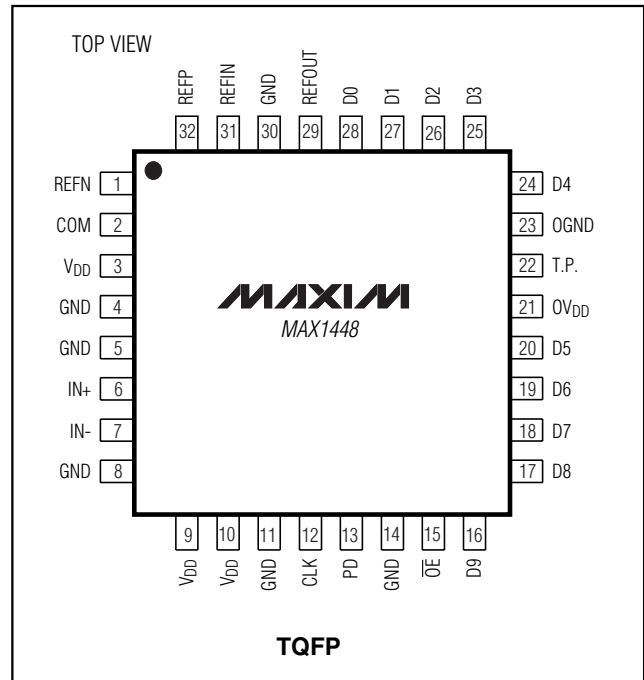 TOP VIEW
REFP REFIN GND REFOUT D0 D1 D2 D3
32 31 30 29 28 27 26 25
REFN 1
COM 2
VDD 3
GND 4
GND 5
IN+ 6
IN- 7
GND 8
MAXIM
MAX1448
24 D4
23 OGND
22 T.P.
21 OVDD
20 D5
19 D6
18 D7
17 D8
9 10 11 12 13 14 15 16
VDD VDD GND CLK PD GND O̅E̅ D9
TQFP